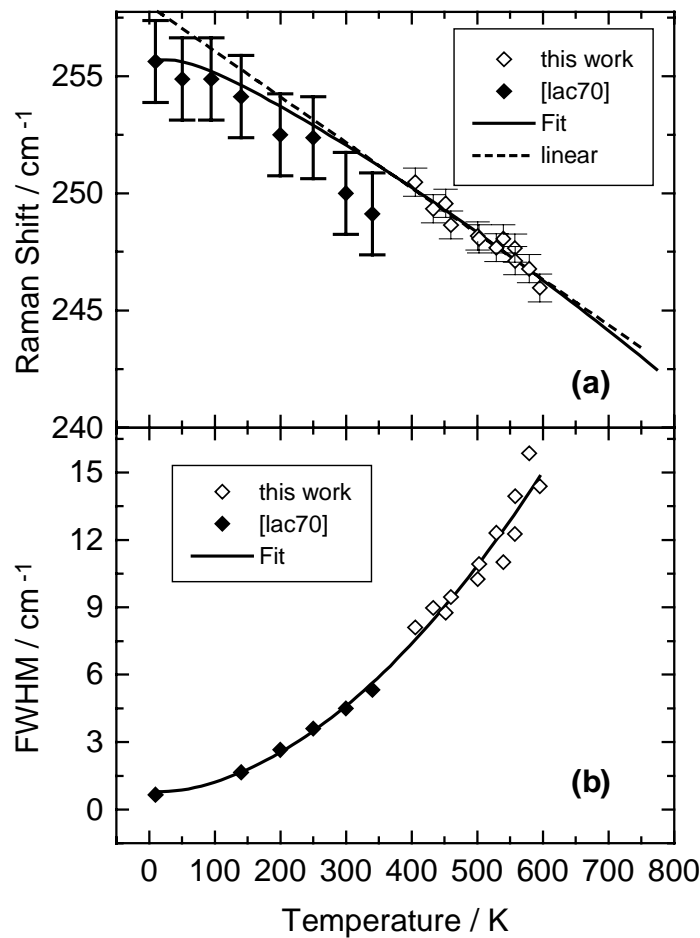 255
250
245
240
Raman Shift / cm⁻¹
this work
[lac70]
Fit
linear
(a)
15
12
9
6
3
0
FWHM / cm⁻¹
this work
[lac70]
Fit
(b)
0 100 200 300 400 500 600 700 800
Temperature / K